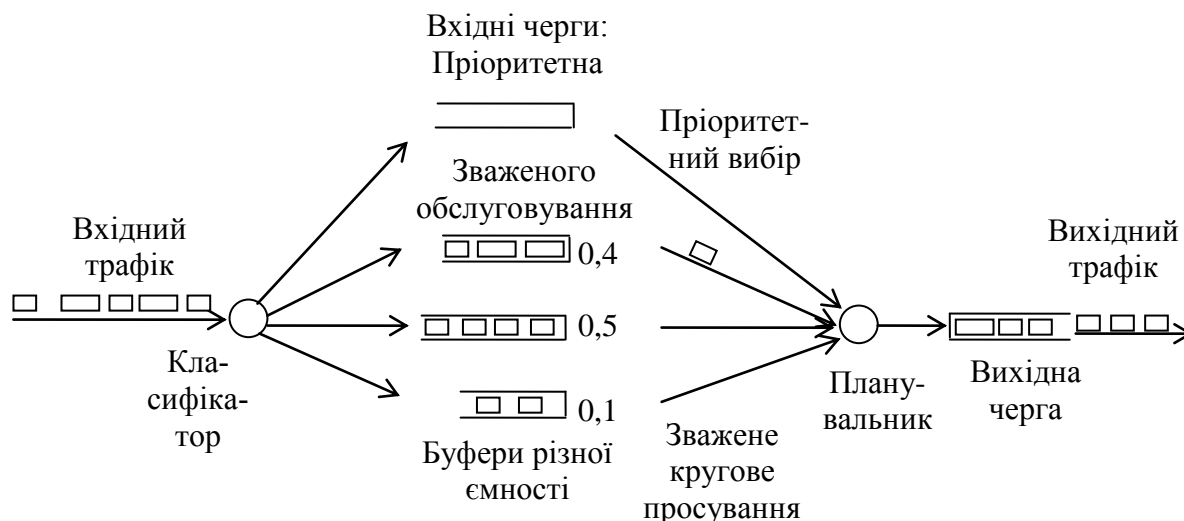 Вхідні черги:
Пріоритетна
Пріоритет-
ний вибір
Зваженого
обслуговування
Вхідний
трафік
0,4
Вихідний
трафік
0,5
Кла-
сифіка-
тор
0,1
Плану-
вальник
Вихідна
черга
Буфери різної
ємності
Зважене
кругове
просування